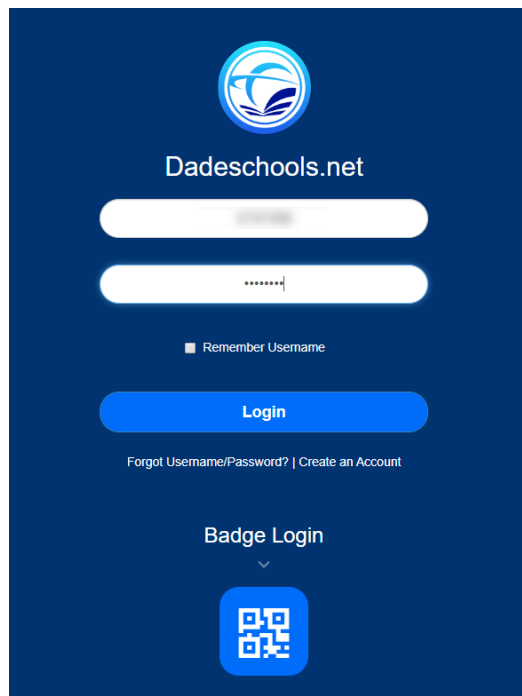 Dadeschools.net
••••••••
Remember Username
Login
Forgot Username/Password? | Create an Account
Badge Login